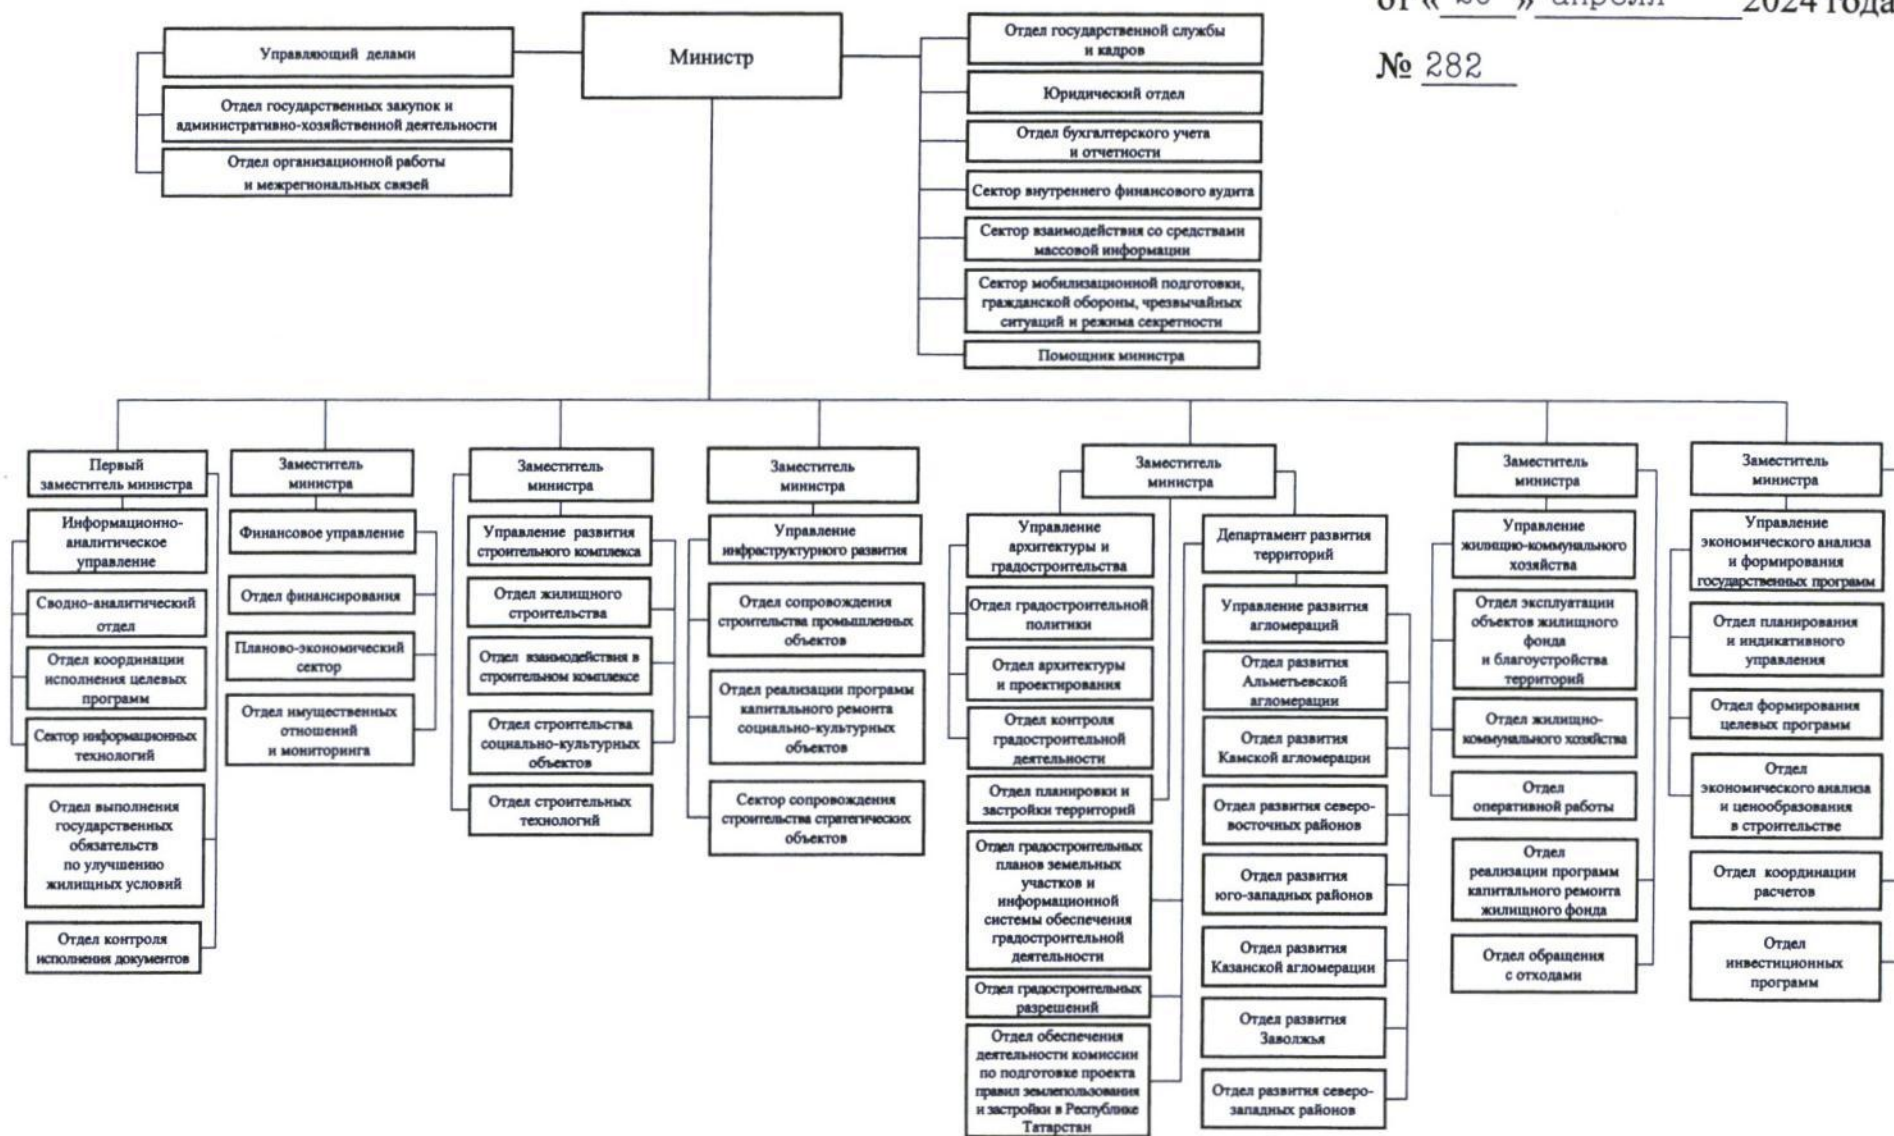 от « » апреля 2024 года
№ 282
Министр
Управляющий делами
Отдел государственных закупок и
административно-хозяйственной деятельности
Отдел организационной работы
и межрегиональных связей
Отдел государственной службы
и кадров
Юридический отдел
Отдел бухгалтерского учета
и отчетности
Сектор внутреннего финансового аудита
Сектор взаимодействия со средствами
массовой информации
Сектор мобилизационной подготовки,
гражданской обороны, чрезвычайных
ситуаций и режима секретности
Помощник министра
Первый
заместитель министра
Информационно-
аналитическое
управление
Сводно-аналитический
отдел
Отдел координации
исполнения целевых
программ
Сектор информационных
технологий
Отдел выполнения
государственных
обязательств
по улучшению
жилищных условий
Отдел контроля
исполнения документов
Заместитель
министра
Финансовое управление
Отдел финансирования
Планово-экономический
сектор
Отдел имущественных
отношений
и мониторинга
Заместитель
министра
Управление развития
строительного комплекса
Отдел жилищного
строительства
Отдел взаимодействия в
строительном комплексе
Отдел строительства
социально-культурных
объектов
Отдел строительных
технологий
Заместитель
министра
Управление
инфраструктурного развития
Отдел сопровождения
строительства промышленных
объектов
Отдел реализации программ
капитального ремонта
социально-культурных
объектов
Сектор сопровождения
строительства стратегических
объектов
Заместитель
министра
Управление
архитектуры и
градостроительства
Отдел градостроительной
политики
Отдел архитектуры
и проектирования
Отдел контроля
градостроительной
деятельности
Отдел планировки и
застройки территорий
Отдел градостроительных
планов земельных
участков и
информационной
системы обеспечения
градостроительной
деятельности
Отдел градостроительных
разрешений
Отдел обеспечения
деятельности комиссии
по подготовке проекта
правил землепользования
и застройки в Республике
Татарстан
Департамент развития
территорий
Управление развития
агломераций
Отдел развития
Альметьевской
агломерации
Отдел развития
Камской агломерации
Отдел развития северо-
восточных районов
Отдел развития
юго-западных районов
Отдел развития
Казанской агломерации
Отдел развития
Заволжья
Отдел развития северо-
западных районов
Заместитель
министра
Управление
жилищно-коммунального
хозяйства
Отдел эксплуатации
объектов жилищного
фонда
и благоустройства
территорий
Отдел жилищно-
коммунального хозяйства
Отдел
оперативной работы
Отдел
реализации программ
капитального ремонта
жилищного фонда
Отдел обращения
с отходами
Заместитель
министра
Управление
экономического анализа
и формирования
государственных программ
Отдел планирования
и индикативного
управления
Отдел формирования
целевых программ
Отдел
экономического анализа
и ценообразования
в строительстве
Отдел координации
расчетов
Отдел
инвестиционных
программ